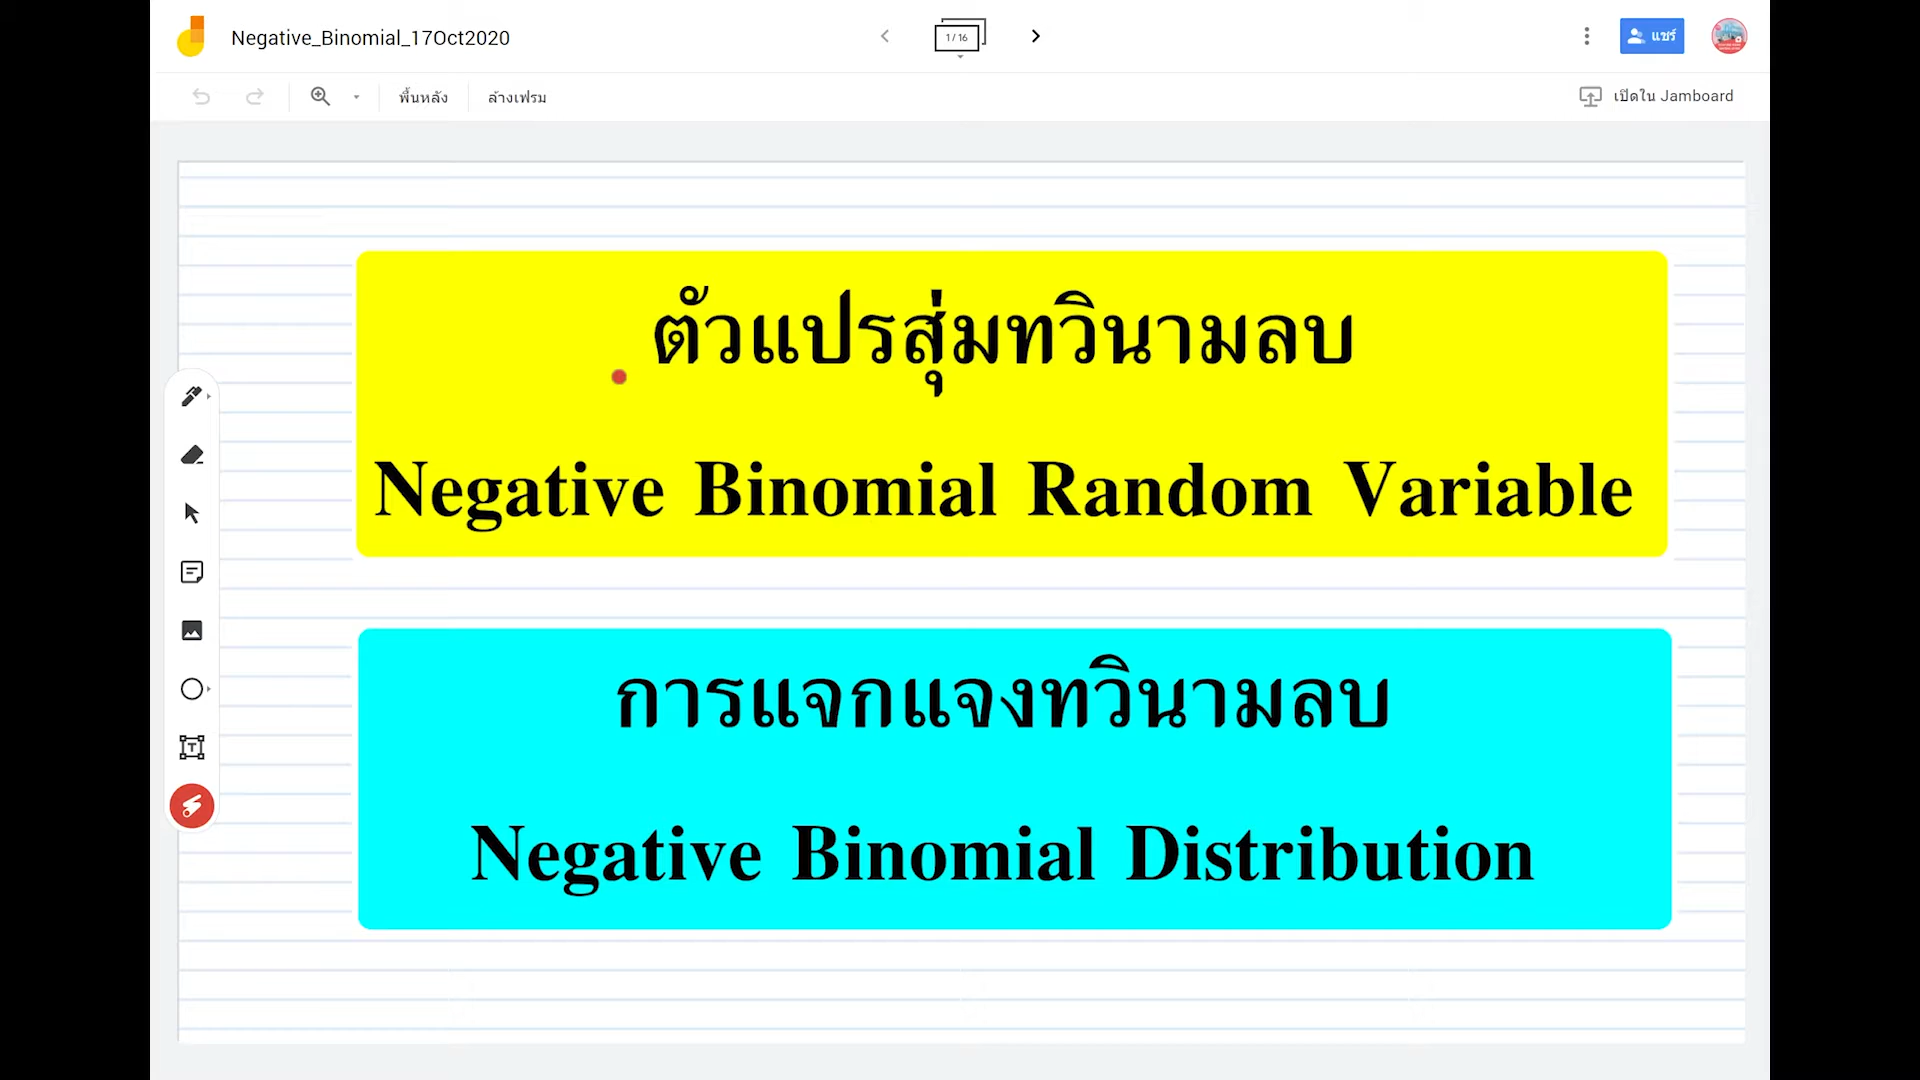 Negative_Binomial_17Oct2020
1 / 16
แชร์
พื้นหลัง
ล้างเฟรม
เปิดใน Jamboard
ตัวแปรสุ่มทวินามลบ
Negative Binomial Random Variable
การแจกแจงทวินามลบ
Negative Binomial Distribution